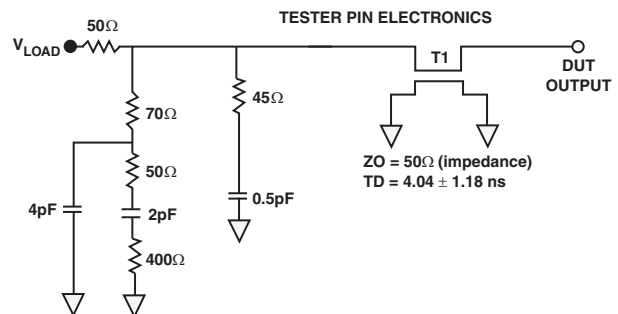 TESTER PIN ELECTRONICS
50Ω
V_LOAD
T1
DUT
OUTPUT
45Ω
70Ω
50Ω
ZO = 50Ω (impedance)
TD = 4.04 ± 1.18 ns
4pF
2pF
0.5pF
400Ω